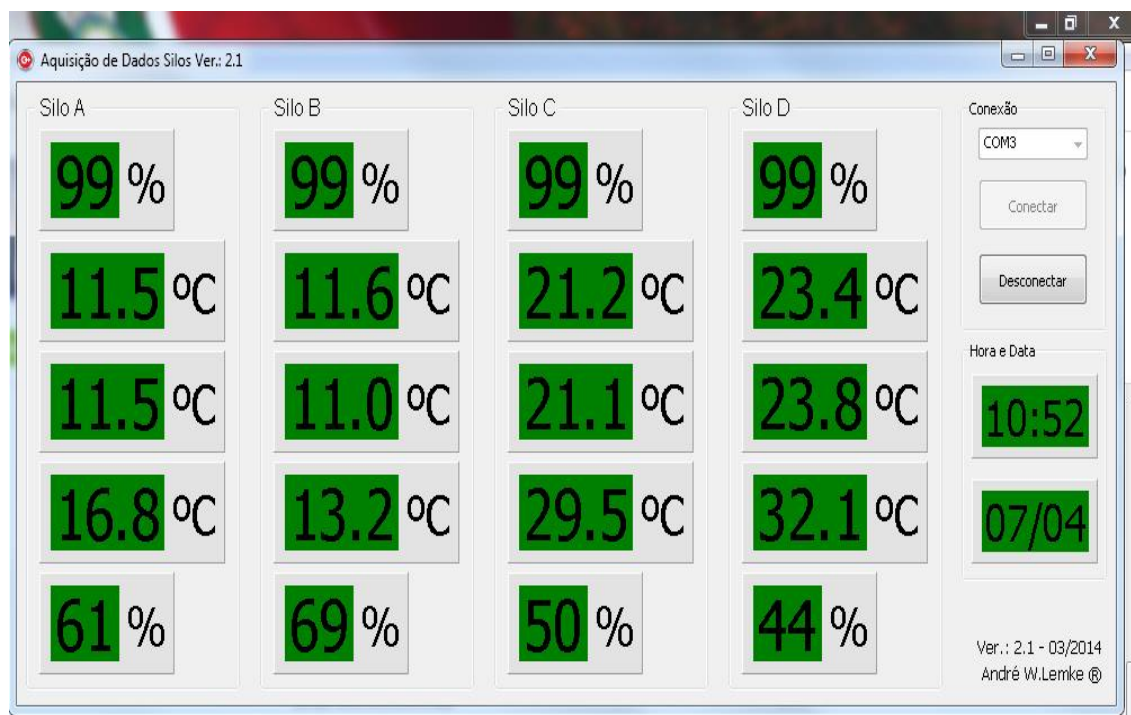 Aquisição de Dados Silos Ver.: 2.1
Silo A
99 %
11.5 ºC
11.5 ºC
16.8 ºC
61 %
Silo B
99 %
11.6 ºC
11.0 ºC
13.2 ºC
69 %
Silo C
99 %
21.2 ºC
21.1 ºC
29.5 ºC
50 %
Silo D
99 %
23.4 ºC
23.8 ºC
32.1 ºC
44 %
Conexão
COM3
Conectar
Desconectar
Hora e Data
10:52
07/04
Ver.: 2.1 - 03/2014
André W.Lemke ®